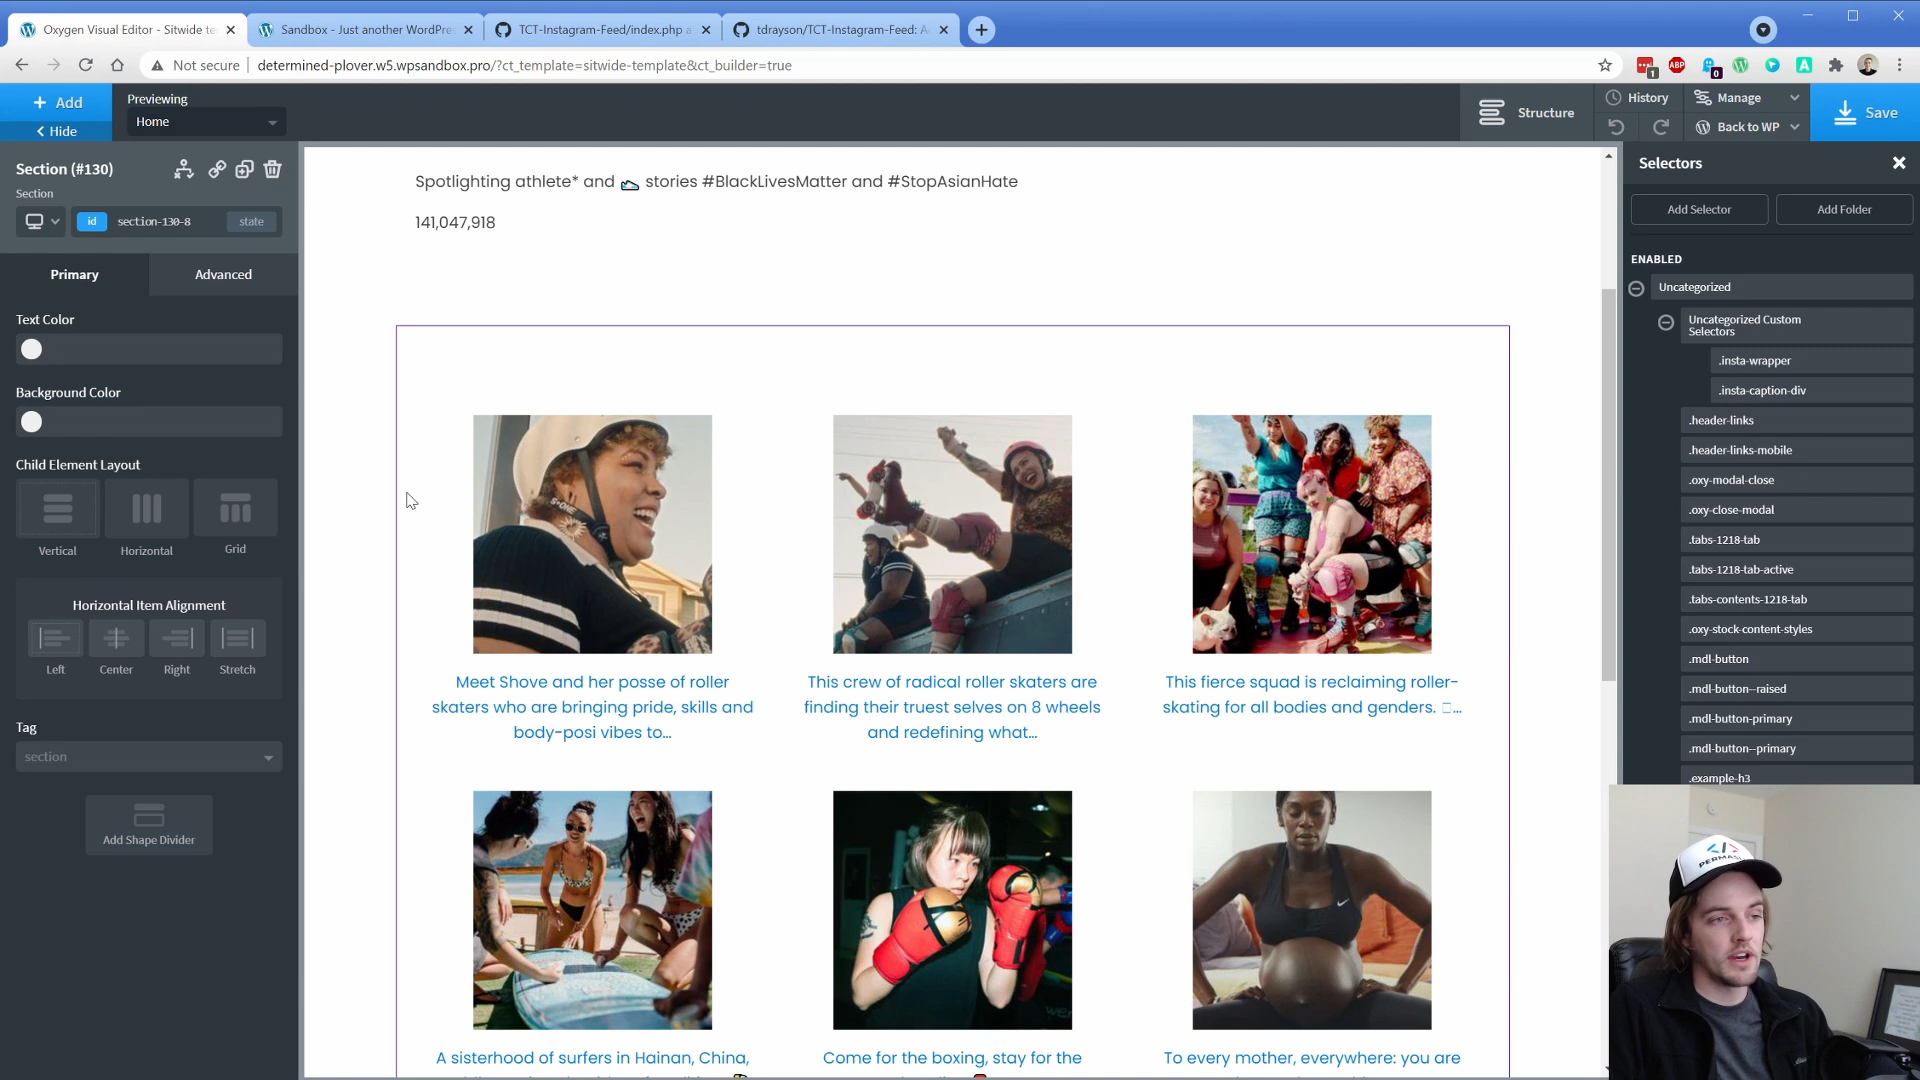 Oxygen Visual Editor - Sitwide te
Sandbox - Just another WordPre
TCT-Instagram-Feed/index.php a
tdrayson/TCT-Instagram-Feed: A
Not secure
determined-plover.w5.wpsandbox.pro/?ct_template=sitwide-template&ct_builder=true
1
ABP
0
A
+ Add
Hide
Previewing
Home
Structure
History
Manage
Back to WP
Save
Section (#130)
Section
id
section-130-8
state
Primary
Advanced
Text Color
Background Color
Child Element Layout
Vertical
Horizontal
Grid
Horizontal Item Alignment
Left
Center
Right
Stretch
Tag
section
Add Shape Divider
Spotlighting athlete* and 👟 stories #BlackLivesMatter and #StopAsianHate
141,047,918
Meet Shove and her posse of roller
skaters who are bringing pride, skills and
body-posi vibes to...
This crew of radical roller skaters are
finding their truest selves on 8 wheels
and redefining what...
This fierce squad is reclaiming roller-
skating for all bodies and genders. ...
A sisterhood of surfers in Hainan, China,
Come for the boxing, stay for the
To every mother, everywhere: you are
Selectors
Add Selector
Add Folder
ENABLED
Uncategorized
Uncategorized Custom
Selectors
.insta-wrapper
.insta-caption-div
.header-links
.header-links-mobile
.oxy-modal-close
.oxy-close-modal
.tabs-1218-tab
.tabs-1218-tab-active
.tabs-contents-1218-tab
.oxy-stock-content-styles
.mdl-button
.mdl-button--raised
.mdl-button-primary
.mdl-button--primary
.example-h3